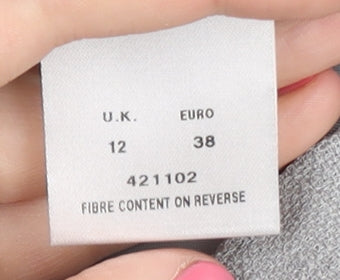 U.K. EURO
12 38
421102
FIBRE CONTENT ON REVERSE